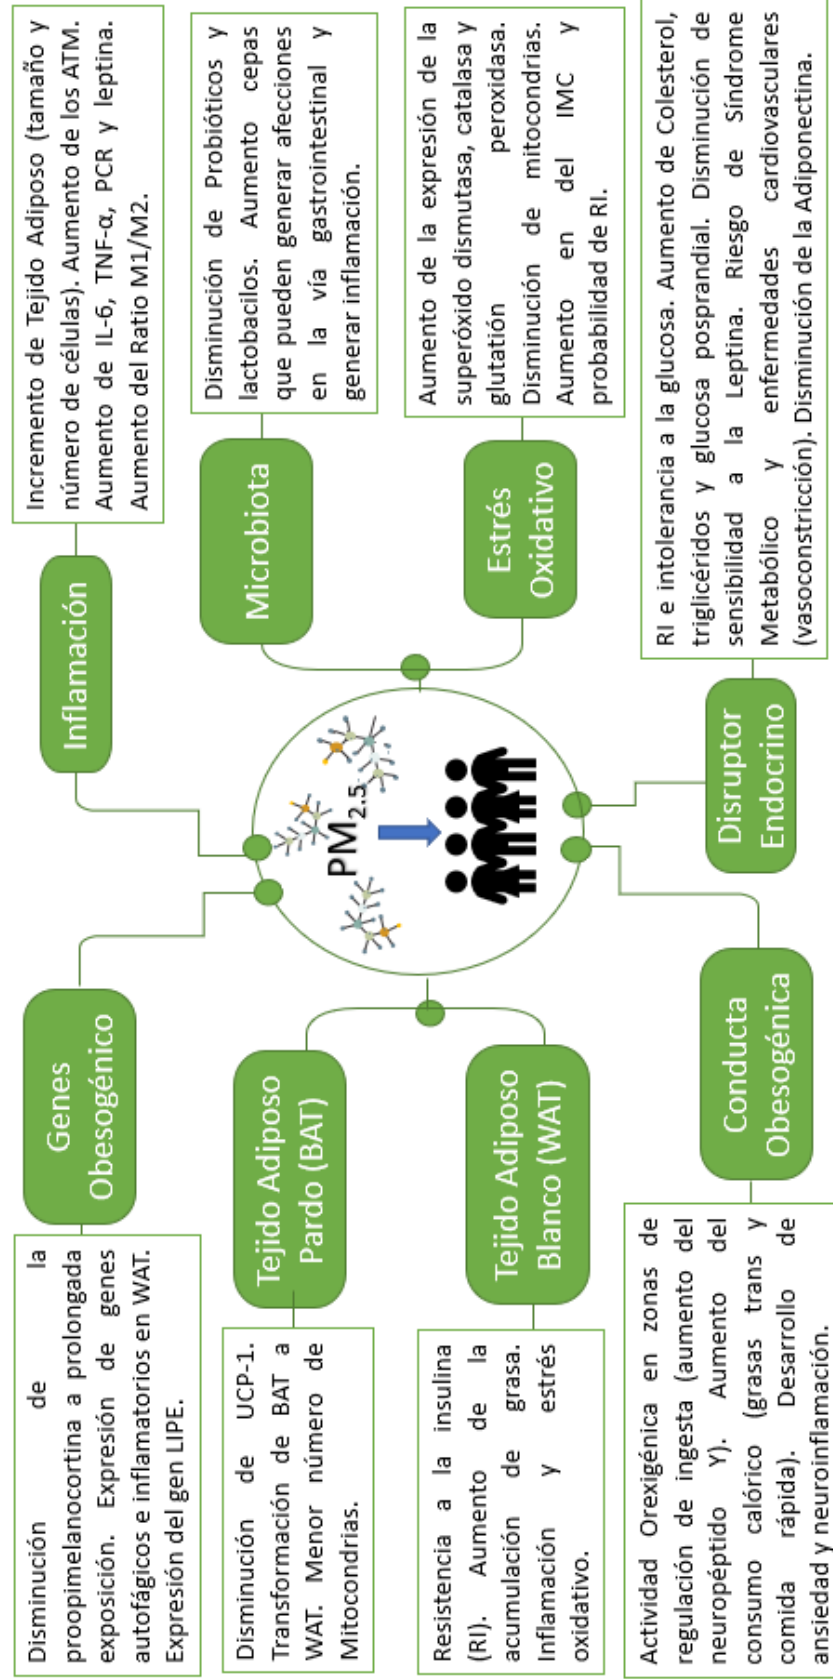 Disminución de la
proopimelanocortina a prolongada
exposición. Expresión de genes
autofágicos e inflamatorios en WAT.
Expresión del gen LIPE.
Genes
Obesogénico
Inflamación
Incremento de Tejido Adiposo (tamaño y
número de células). Aumento de los ATM.
Aumento de IL-6, TNF-α, PCR y leptina.
Aumento del Ratio M1/M2.
Disminución de UCP-1.
Transformación de BAT a
WAT. Menor número de
Mitocondrias.
Tejido Adiposo
Pardo (BAT)
Microbiota
Disminución de Probióticos y
lactobacilos. Aumento cepas
que pueden generar afecciones
en la vía gastrointestinal y
generar inflamación.
PM2.5
Resistencia a la insulina
(RI). Aumento de la
acumulación de grasa.
Inflamación y estrés
oxidativo.
Tejido Adiposo
Blanco (WAT)
Estrés
Oxidativo
Aumento de la expresión de la
superóxido dismutasa, catalasa y
glutatión peroxidasa.
Disminución de mitocondrias.
Aumento en del IMC y
probabilidad de RI.
Actividad Orexigénica en zonas de
regulación de ingesta (aumento del
neuropéptido Y). Aumento del
consumo calórico (grasas trans y
comida rápida). Desarrollo de
ansiedad y neuroinflamación.
Conducta
Obesogénica
Disruptor
Endocrino
RI e intolerancia a la glucosa. Aumento de Colesterol,
triglicéridos y glucosa posprandial. Disminución de
sensibilidad a la Leptina. Riesgo de Síndrome
Metabólico y enfermedades cardiovasculares
(vasoconstricción). Disminución de la Adiponectina.